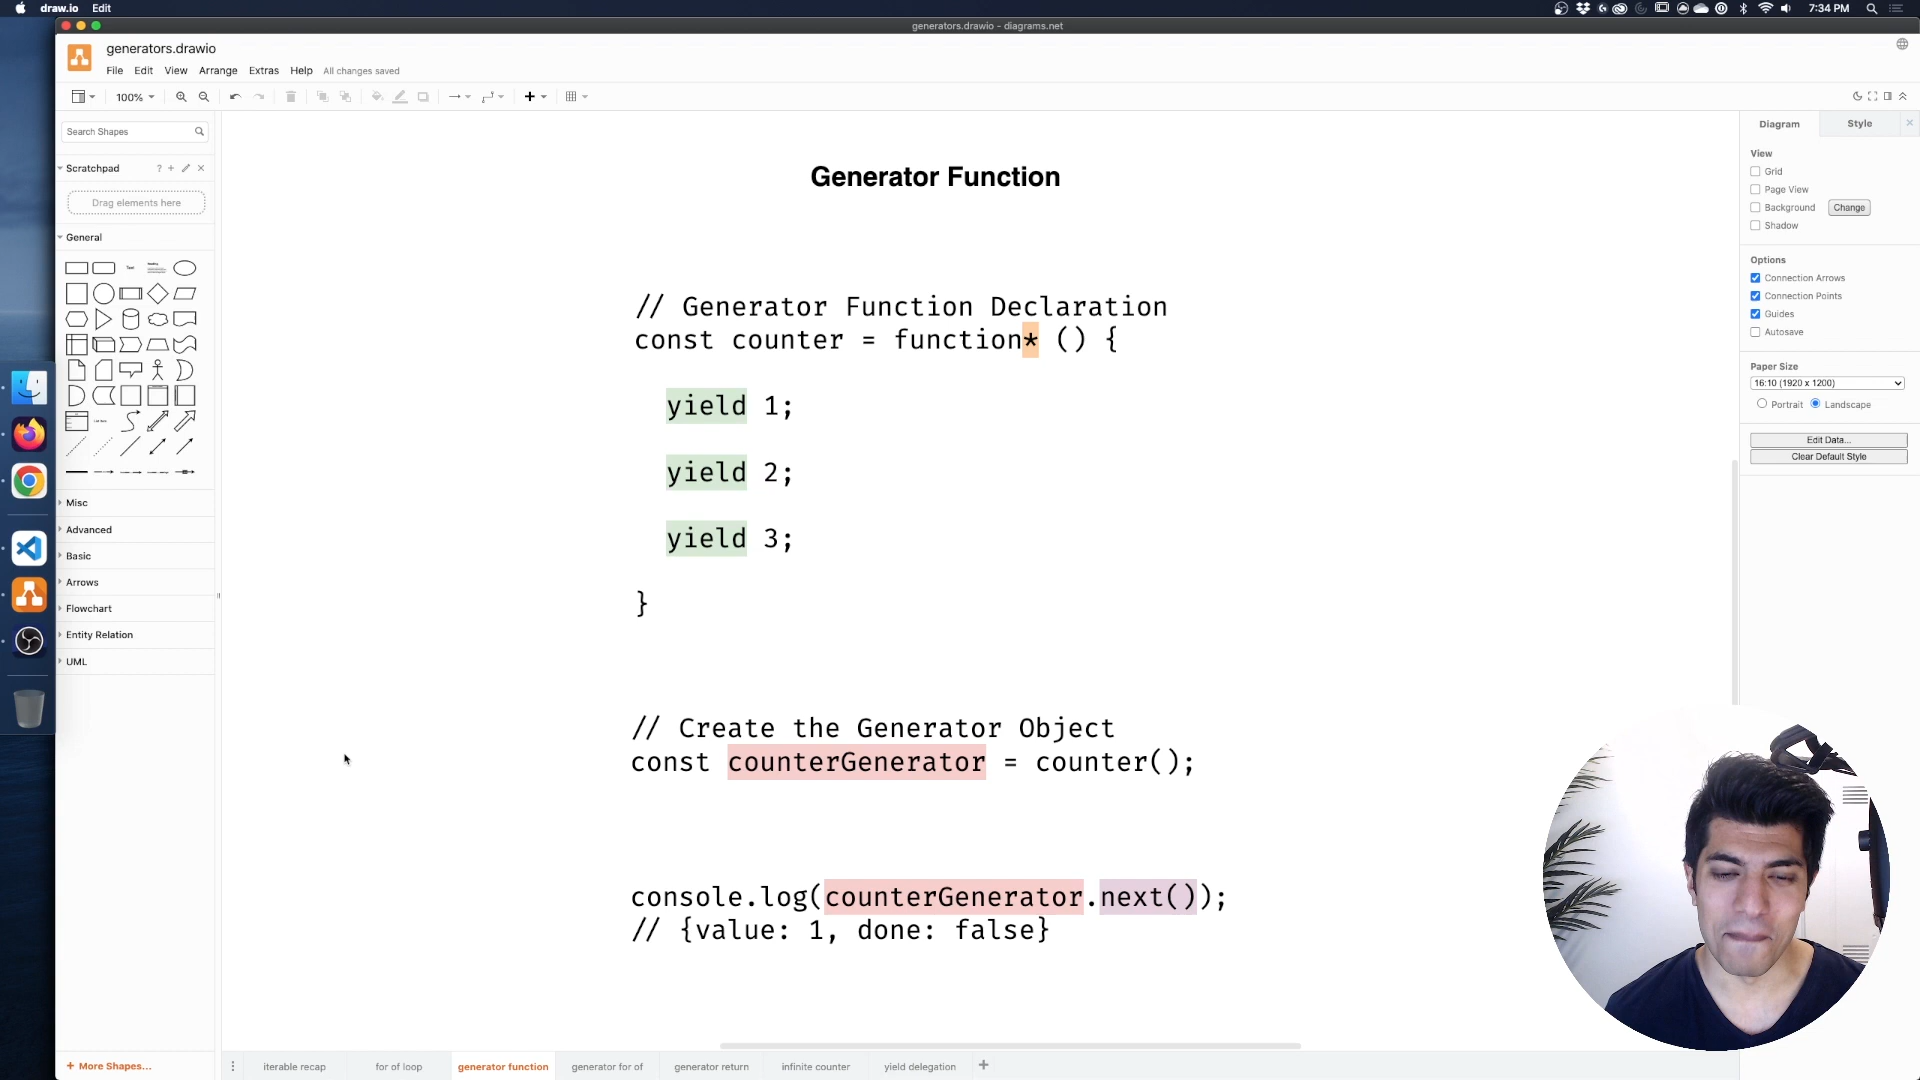 draw.io Edit
7:34 PM
generators.drawio - diagrams.net
generators.drawio
File Edit View Arrange Extras Help All changes saved
100%
Search Shapes
Scratchpad
Drag elements here
General
Misc
Advanced
Basic
Arrows
Flowchart
Entity Relation
UML
+ More Shapes...
Generator Function
// Generator Function Declaration
const counter = function* () {
yield 1;
yield 2;
yield 3;
}
// Create the Generator Object
const counterGenerator = counter();
console.log(counterGenerator.next());
// {value: 1, done: false}
Diagram Style
View
Grid
Page View
Background Change
Shadow
Options
Connection Arrows
Connection Points
Guides
Autosave
Paper Size
16:10 (1920 x 1200)
Portrait Landscape
Edit Data...
Clear Default Style
iterable recap for of loop generator function generator for of generator return infinite counter yield delegation